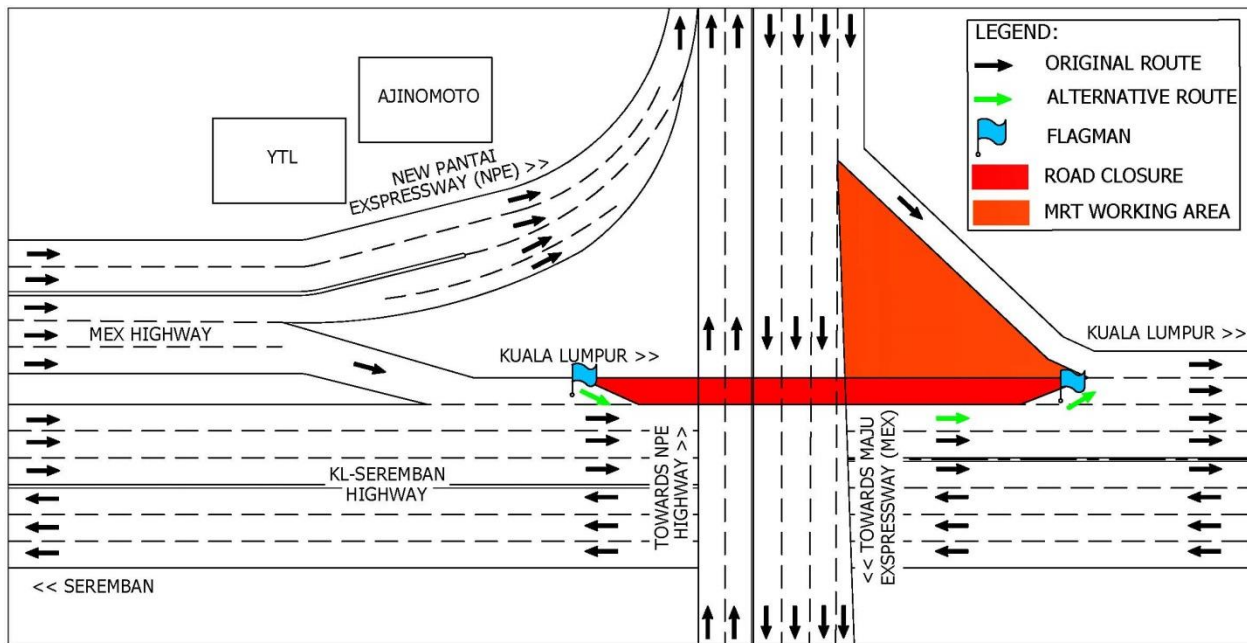 LEGEND:
ORIGINAL ROUTE
ALTERNATIVE ROUTE
FLAGMAN
ROAD CLOSURE
MRT WORKING AREA
AJINOMOTO
YTL
NEW PANTAI
EXSPRESSWAY (NPE) >>
MEX HIGHWAY
KUALA LUMPUR >>
KUALA LUMPUR >>
KL-SEREMBAN
HIGHWAY
TOWARDS NPE
HIGHWAY >>
<< TOWARDS MAJU
EXSPRESSWAY (MEX)
<< SEREMBAN